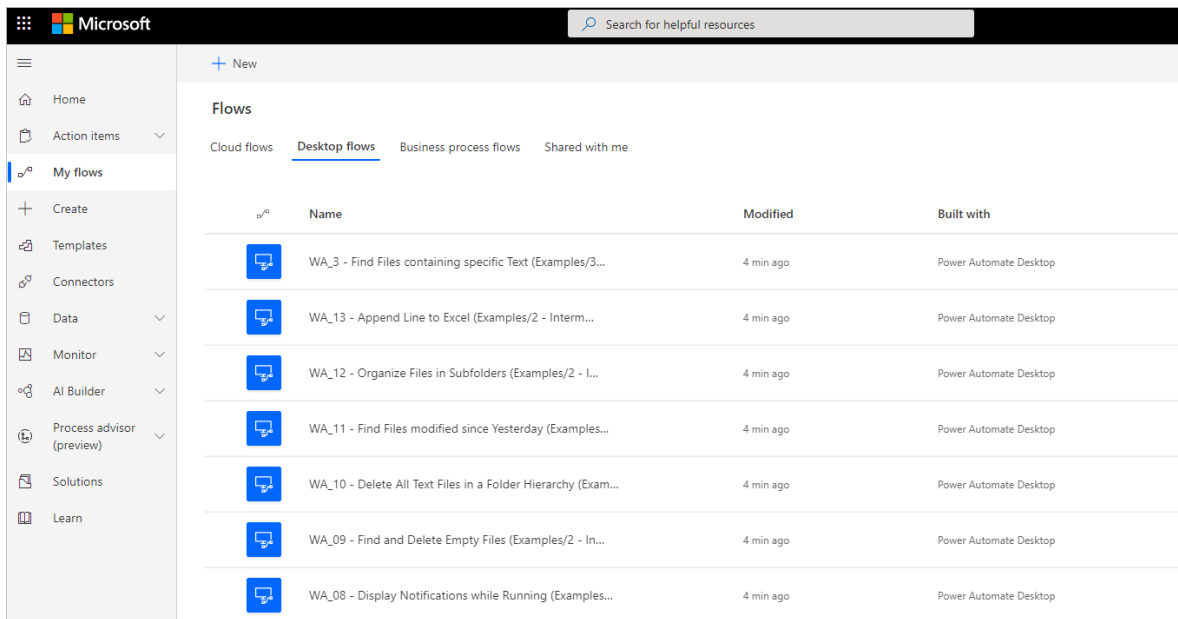 Microsoft
Search for helpful resources
New
Home
Action items
My flows
Create
Templates
Connectors
Data
Monitor
AI Builder
Process advisor
(preview)
Solutions
Learn
Flows
Cloud flows Desktop flows Business process flows Shared with me
Name Modified Built with
WA_3 - Find Files containing specific Text (Examples/3... 4 min ago Power Automate Desktop
WA_13 - Append Line to Excel (Examples/2 - Interm... 4 min ago Power Automate Desktop
WA_12 - Organize Files in Subfolders (Examples/2 - I... 4 min ago Power Automate Desktop
WA_11 - Find Files modified since Yesterday (Examples... 4 min ago Power Automate Desktop
WA_10 - Delete All Text Files in a Folder Hierarchy (Exam... 4 min ago Power Automate Desktop
WA_09 - Find and Delete Empty Files (Examples/2 - In... 4 min ago Power Automate Desktop
WA_08 - Display Notifications while Running (Examples... 4 min ago Power Automate Desktop